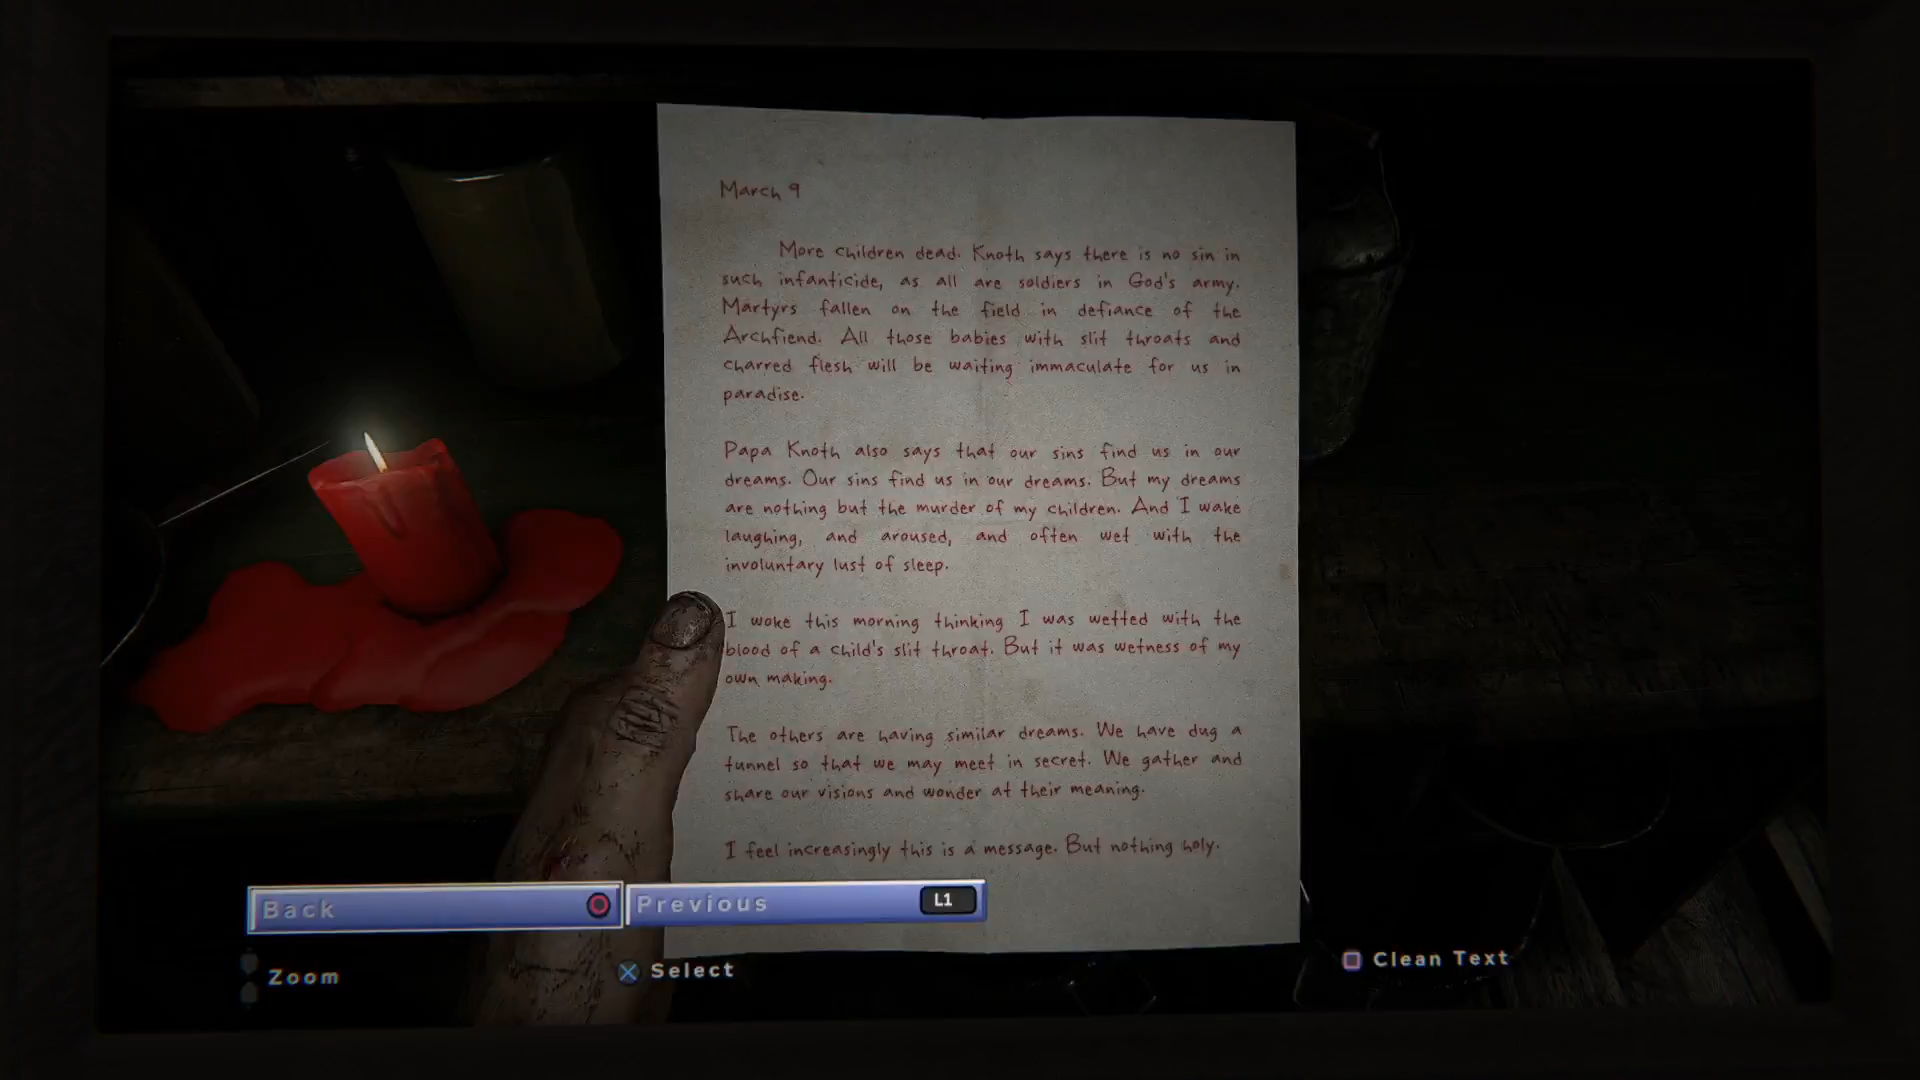 March 9
More children dead. Knoth says there is no sin in
such infanticide, as all are soldiers in God's army.
Martyrs fallen on the field in defiance of the
Archfiend. All those babies with slit throats and
charred flesh will be waiting immaculate for us in
paradise.
Papa Knoth also says that our sins find us in our
dreams. Our sins find us in our dreams. But my dreams
are nothing but the murder of my children. And I wake
laughing, and aroused, and often wet with the
involuntary lust of sleep.
I woke this morning thinking I was wetted with the
blood of a child's slit throat. But it was wetness of my
own making.
The others are having similar dreams. We have dug a
tunnel so that we may meet in secret. We gather and
share our visions and wonder at their meaning.
I feel increasingly this is a message. But nothing holy.
Back
Previous L1
Zoom
Select
Clean Text